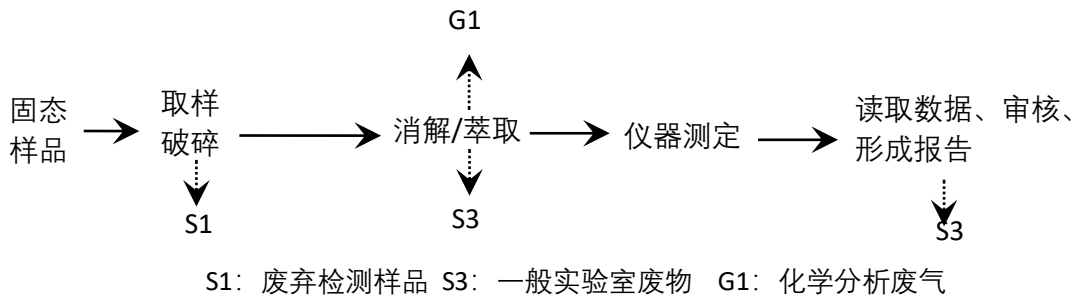 G1
固态
样品
取样
破碎
消解/萃取
仪器测定
读取数据、审核、
形成报告
S1
S3
S3
S1：废弃检测样品 S3：一般实验室废物 G1：化学分析废气